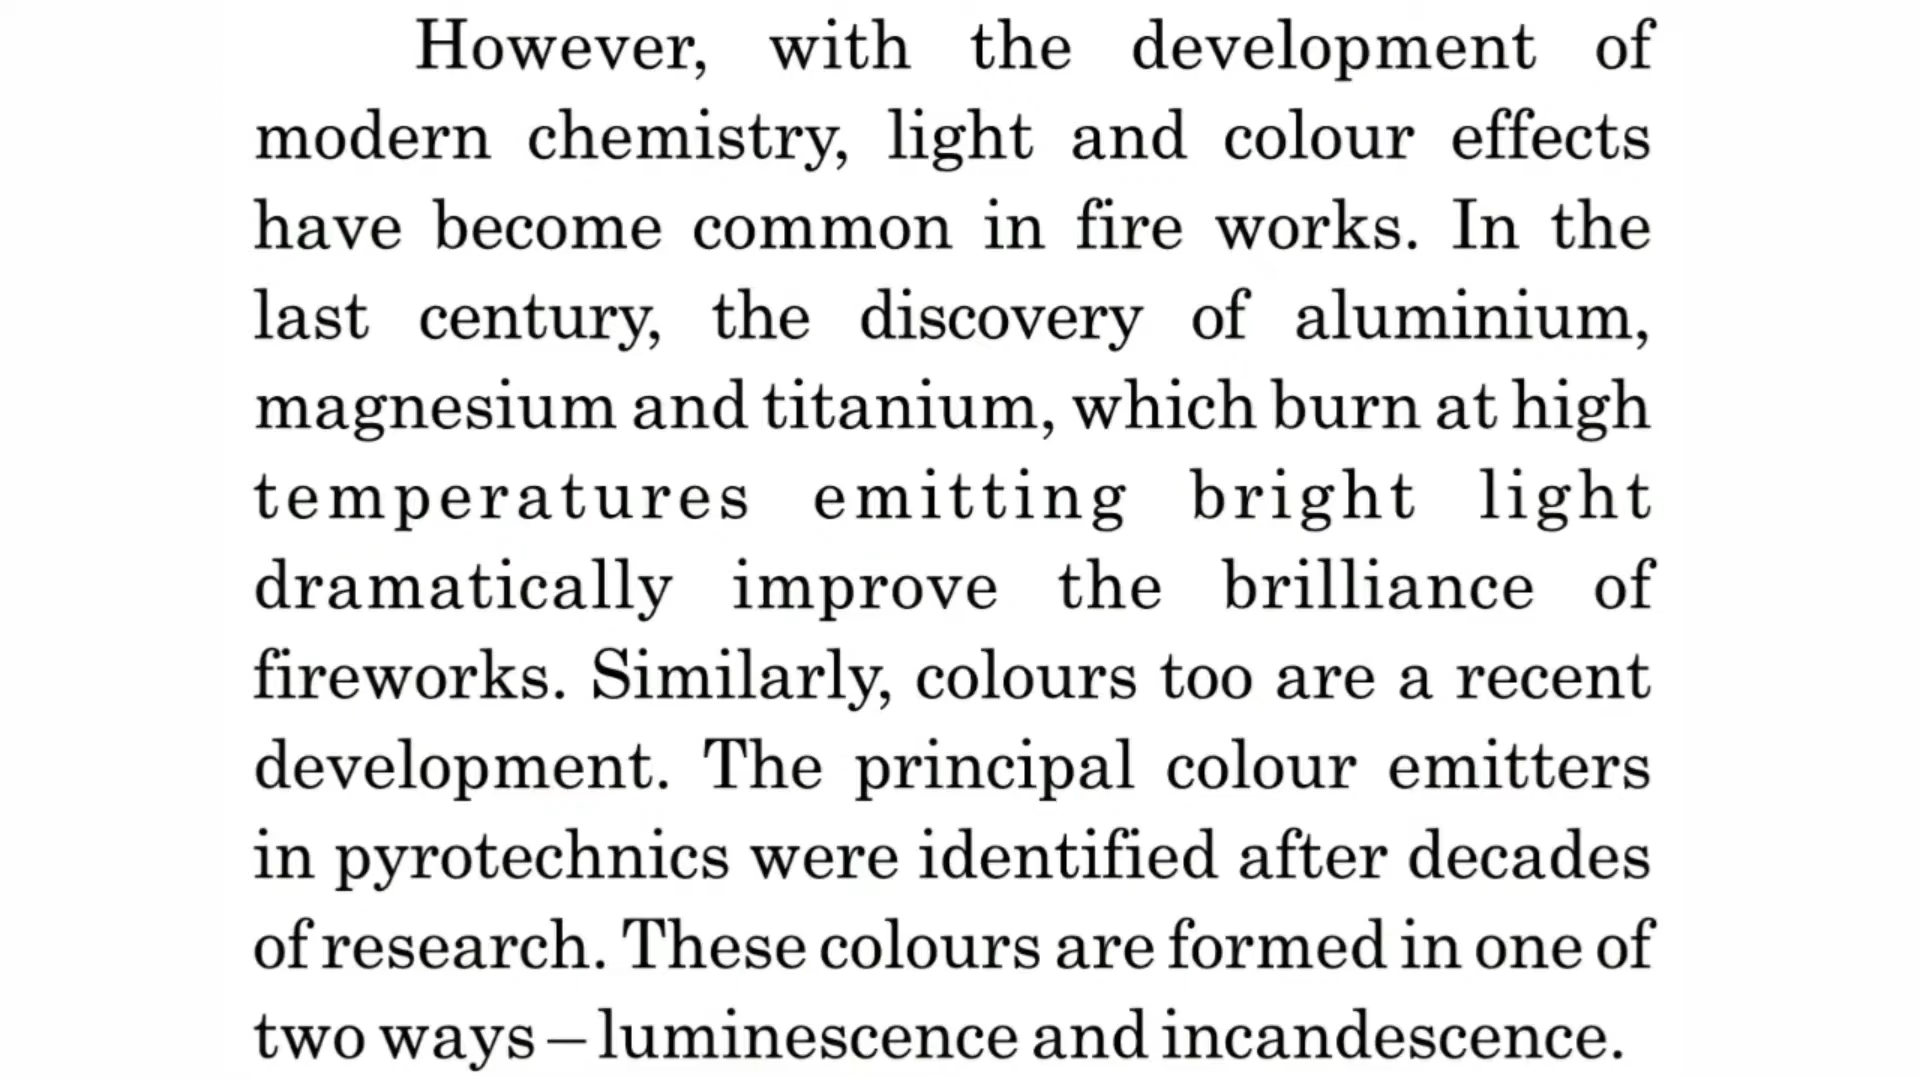 However, with the development of
modern chemistry, light and colour effects
have become common in fire works. In the
last century, the discovery of aluminium,
magnesium and titanium, which burn at high
temperatures emitting bright light
dramatically improve the brilliance of
fireworks. Similarly, colours too are a recent
development. The principal colour emitters
in pyrotechnics were identified after decades
of research. These colours are formed in one of
two ways – luminescence and incandescence.